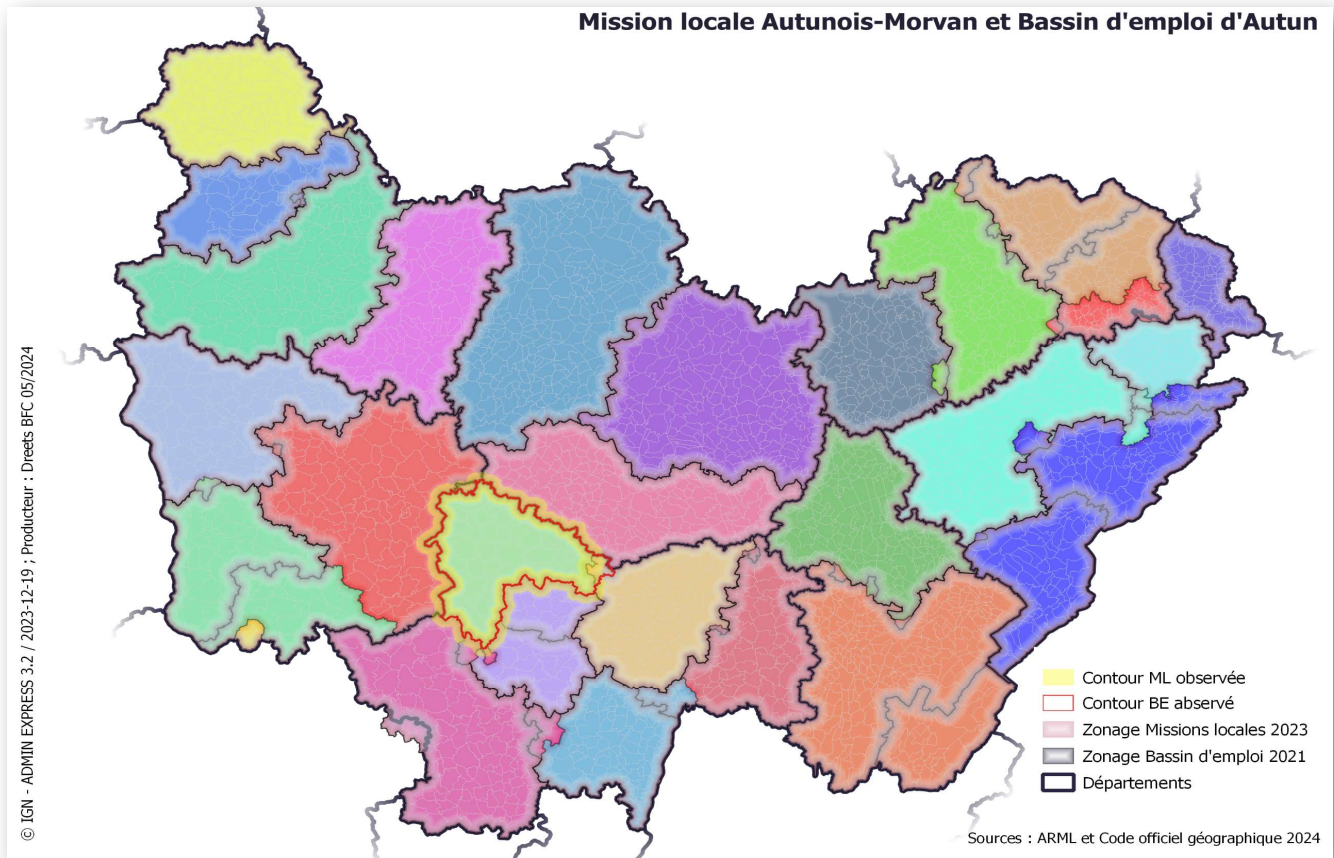 Mission locale Autunois-Morvan et Bassin d'emploi d'Autun
© IGN - ADMIN EXPRESS 3.2 / 2023-12-19 ; Producteur : Dreets BFC 05/2024
Contour ML observée
Contour BE abservé
Zonage Missions locales 2023
Zonage Bassin d'emploi 2021
Départements
Sources : ARML et Code officiel géographique 2024